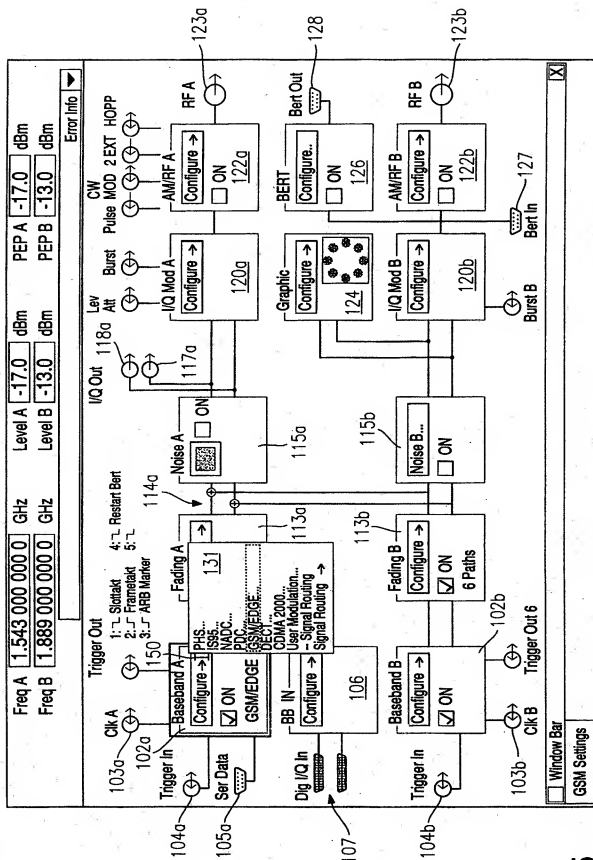 Freq A 1.543 000 000 0 GHz Level A -17.0 dBm PEP A -17.0 dBm
Freq B 1.889 000 000 0 GHz Level B -13.0 dBm PEP B -13.0 dBm
Error Info
Trigger Out
1: Slottakt 4: Restart Bert
2: Frametakt 5:
3: ARB Marker
Clk A
103a
I/Q Out
118a
117a
Lev Att
Burst
Pulse
CW
MOD
2 EXT
HOPP
102a
150
Trigger In
104a
Ser Data
105a
Baseband A
Configure →
ON
GSM/EDGE
131
PHS...
IS95...
NADC...
PDC...
GSM/EDGE...
DECT...
CDMA 2000...
User Modulation...
– Signal Routing
Signal Routing →
Fading A
113a
114a
Noise A
ON
115a
I/Q Mod A
Configure →
120a
AM/RF A
Configure →
ON
122a
RF A
123a
BB IN
Configure →
106
Dig I/Q In
107
Graphic
Configure →
124
BERT
Configure..
ON
126
Bert Out
128
Trigger In
104b
Baseband B
Configure →
ON
102b
Fading B
Configure →
ON
6 Paths
113b
Noise B...
ON
115b
I/Q Mod B
Configure →
120b
AM/RF B
Configure →
ON
122b
RF B
123b
Clk B
103b
Trigger Out 6
Burst B
Bert In
127
Window Bar
X
GSM Settings